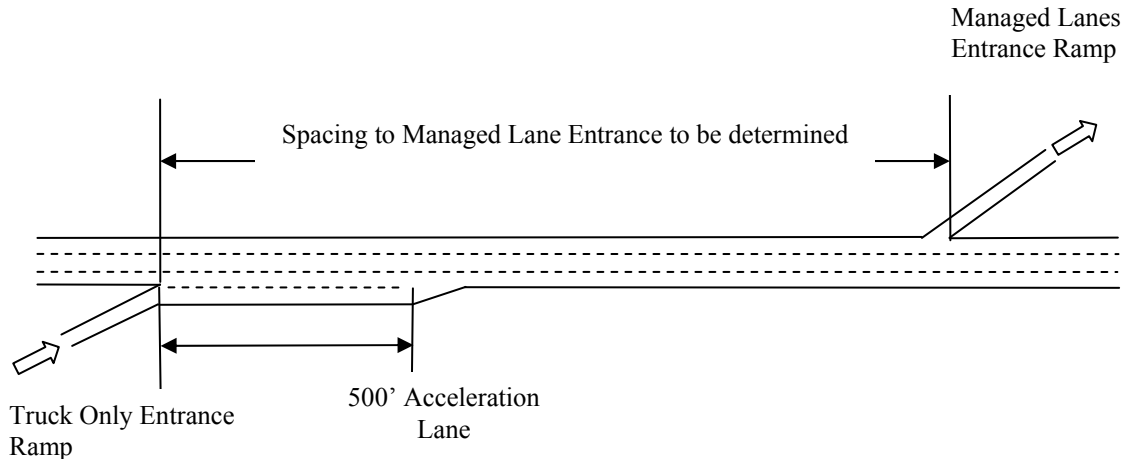 Managed Lanes
Entrance Ramp
Spacing to Managed Lane Entrance to be determined
500’ Acceleration
Lane
Truck Only Entrance
Ramp